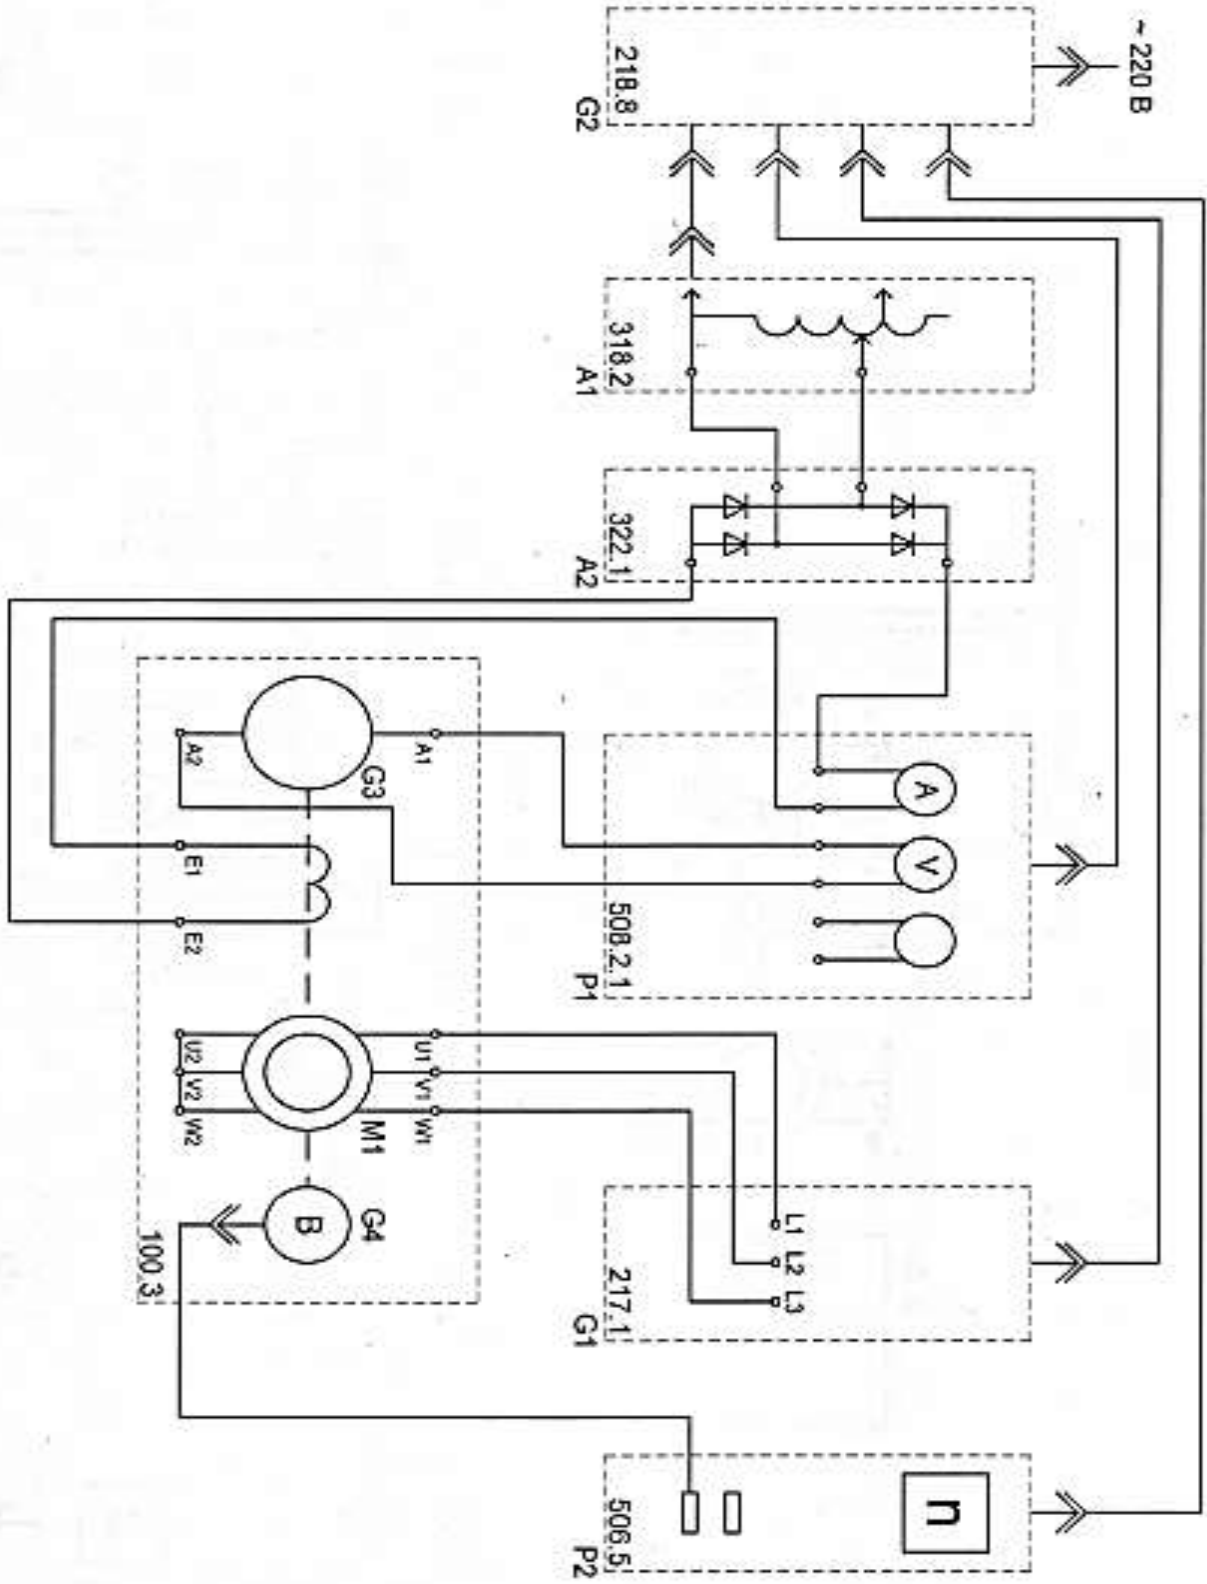 ~ 220 В
218.8
G2
318.2
A1
322.1
A2
A
V
508.2.1
P1
L1
L2
L3
217.1
G1
n
506.5
P2
A2
A1
G3
E1
E2
U2
V2
W2
U1
V1
W1
M1
B
G4
100.3